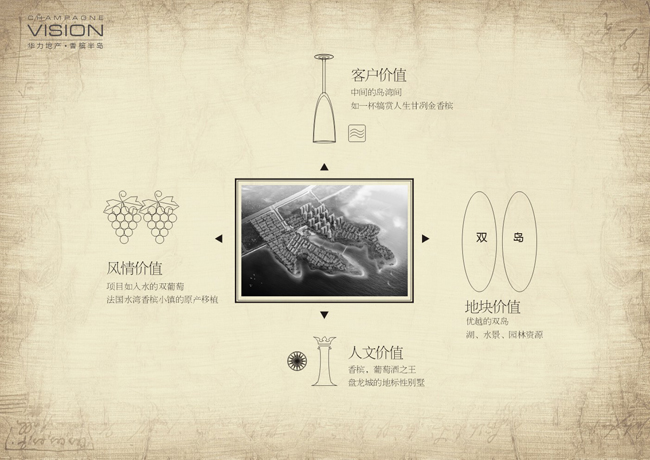 CHAMPAGNE
VISION
华力地产·香槟半岛
客户价值
中间的岛湾间
如一杯犒赏人生甘冽金香槟
风情价值
项目如入水的双葡萄
法国水湾香槟小镇的原产移植
双 岛
地块价值
优越的双岛
湖、水景、园林资源
人文价值
香槟，葡萄酒之王
盘龙城的地标性别墅